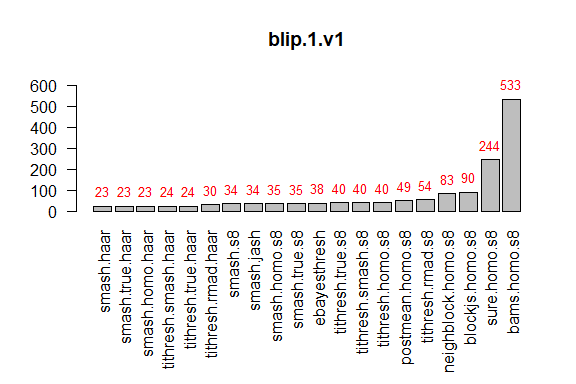 blip.1.v1
600
500
400
300
200
100
0
23 23 23 24 24 30 34 34 35 35 38 40 40 40 49 54 83 90 244 533
smash.haar
smash.true.haar
smash.homo.haar
tithresh.smash.haar
tithresh.true.haar
tithresh.rmad.haar
smash.s8
smash.jash
smash.homo.s8
smash.true.s8
ebayesthresh
tithresh.true.s8
tithresh.smash.s8
tithresh.homo.s8
postmean.homo.s8
tithresh.rmad.s8
neighblock.homo.s8
blockjs.homo.s8
sure.homo.s8
bams.homo.s8